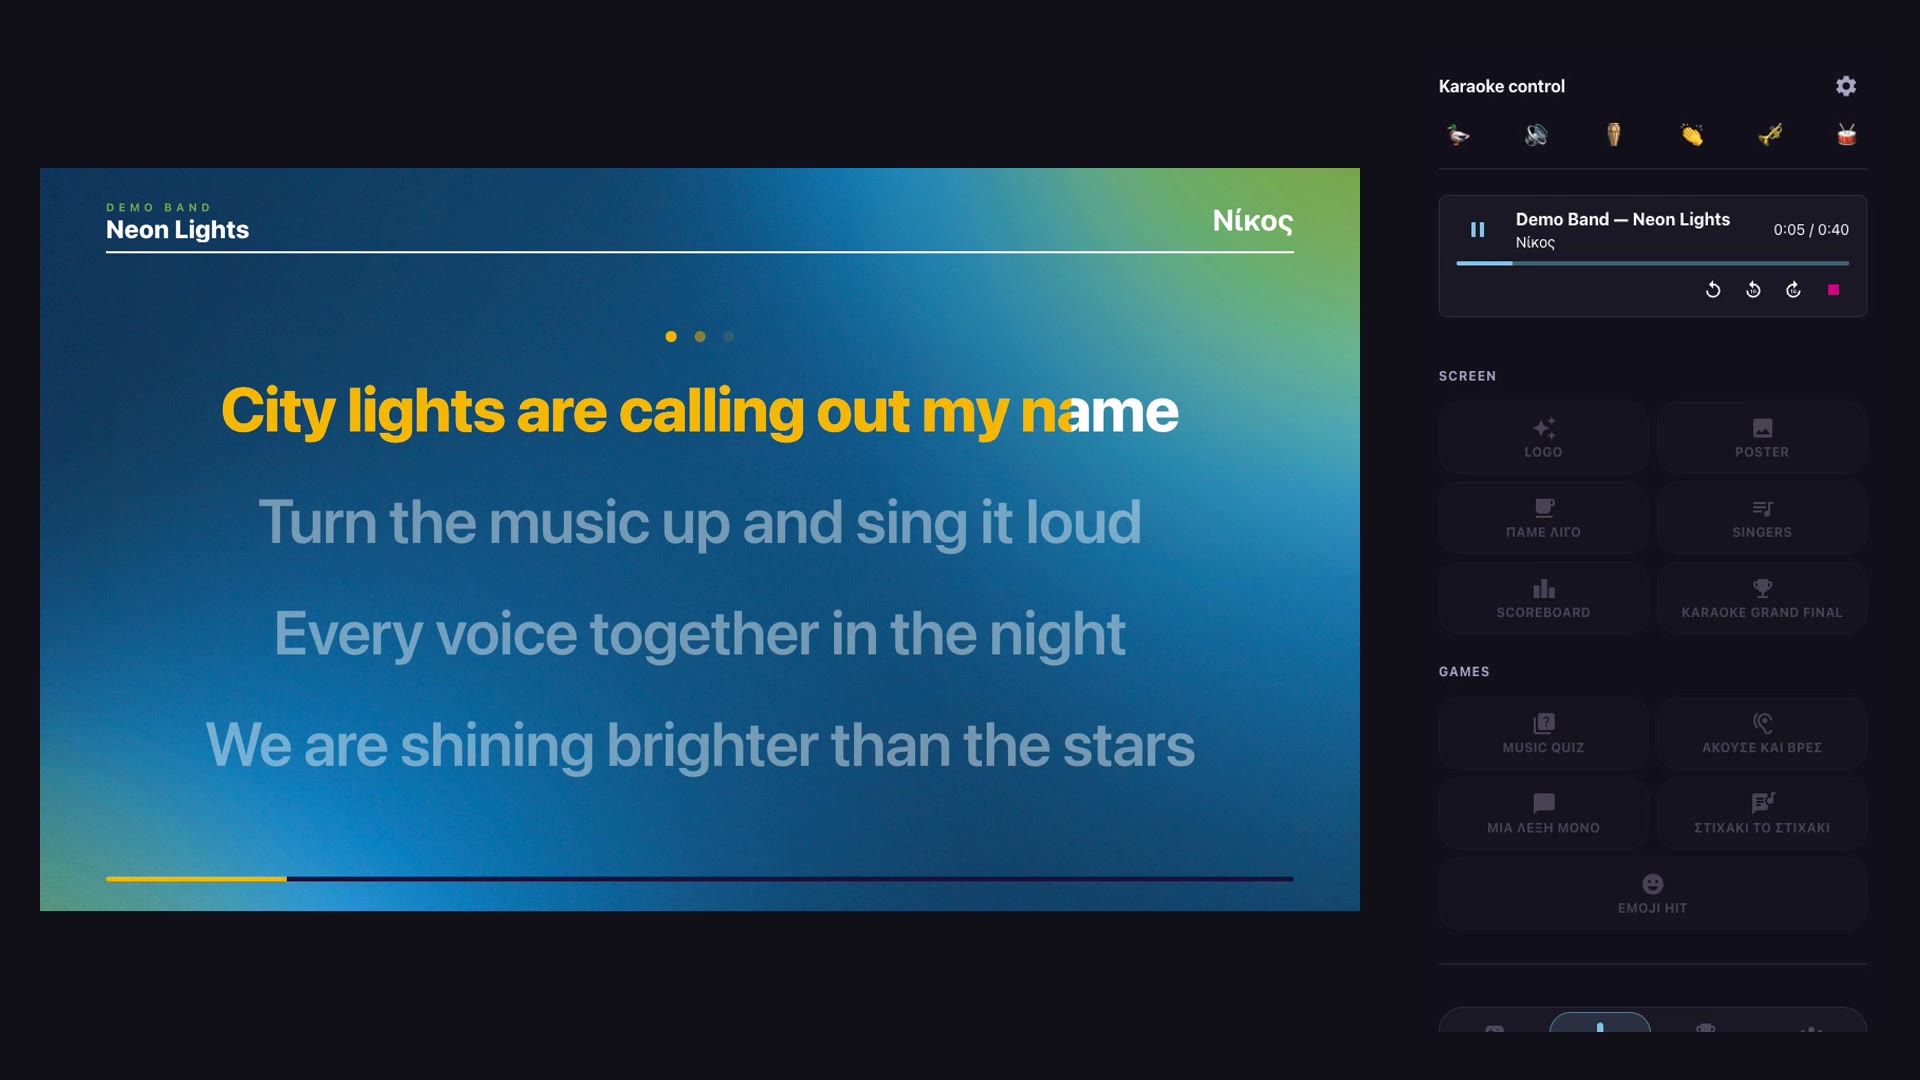 DEMO BAND
Neon Lights
Νίκος
City lights are calling out my name
Turn the music up and sing it loud
Every voice together in the night
We are shining brighter than the stars
Karaoke control
Demo Band — Neon Lights
Νίκος
0:05 / 0:40
SCREEN
LOGO
POSTER
ΠΑΜΕ ΛΙΓΟ
SINGERS
SCOREBOARD
KARAOKE GRAND FINAL
GAMES
MUSIC QUIZ
ΑΚΟΥΣΕ ΚΑΙ ΒΡΕΣ
ΜΙΑ ΛΕΞΗ ΜΟΝΟ
ΣΤΙΧΑΚΙ ΤΟ ΣΤΙΧΑΚΙ
EMOJI HIT